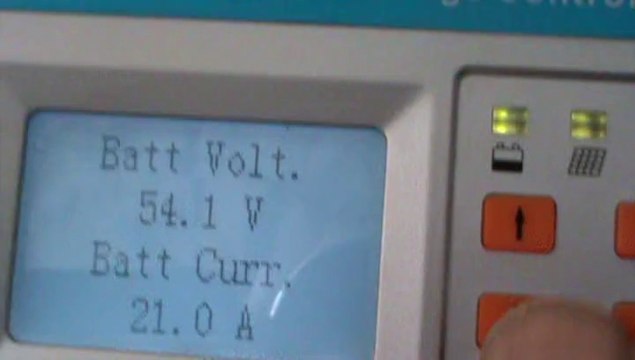 Batt Volt.
54.1 V
Batt Curr.
21.0 A